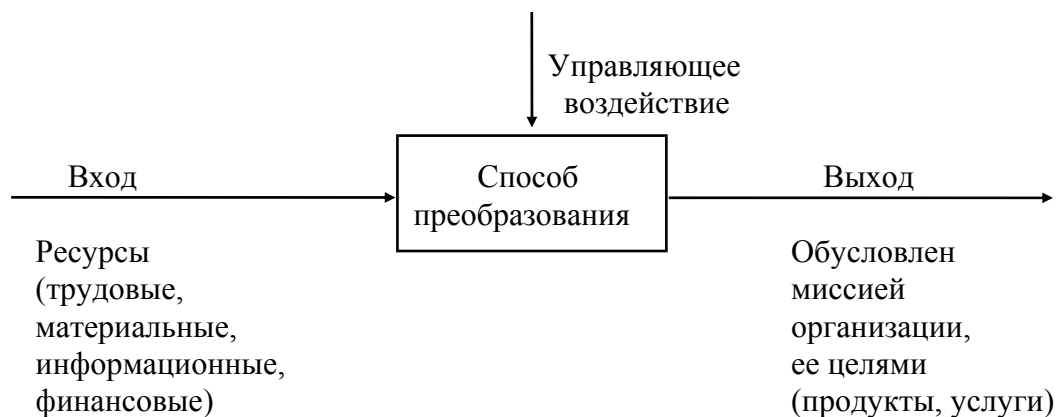 Управляющее
воздействие
Вход
Способ
преобразования
Выход
Ресурсы
(трудовые,
материальные,
информационные,
финансовые)
Обусловлен
миссией
организации,
ее целями
(продукты, услуги)